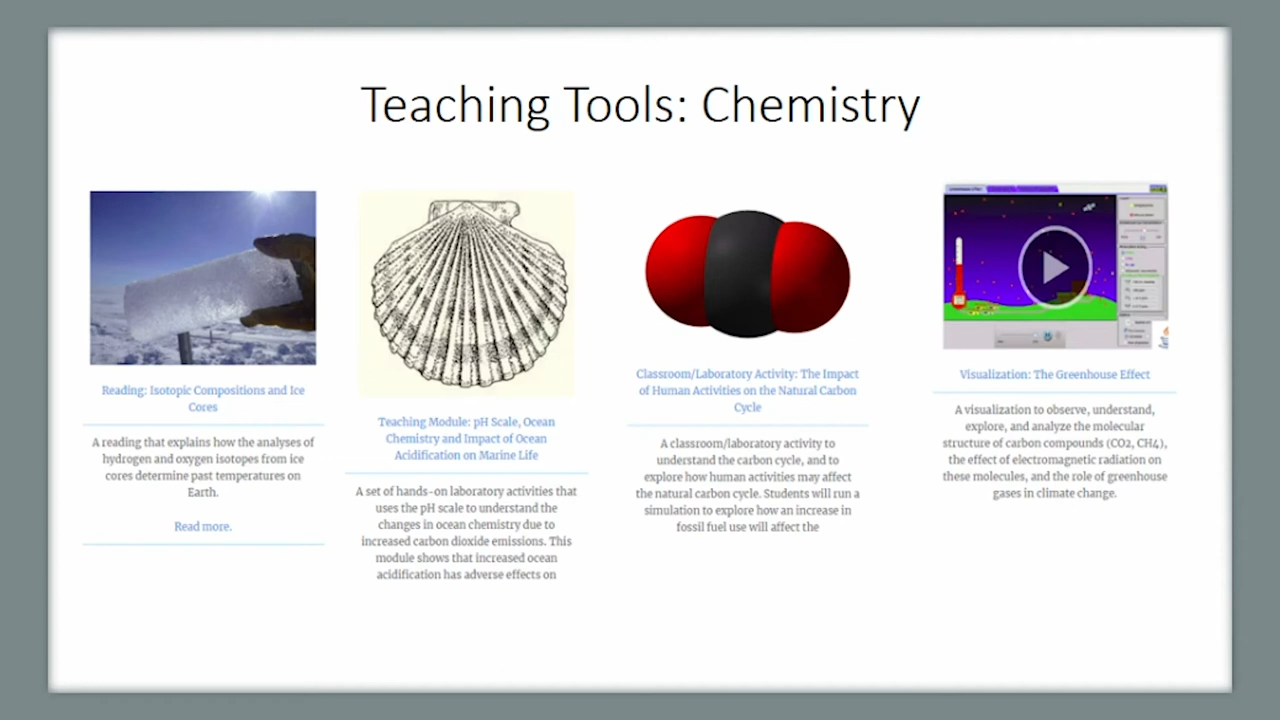 Teaching Tools: Chemistry
Reading: Isotopic Compositions and Ice
Cores
A reading that explains how the analyses of
hydrogen and oxygen isotopes from ice
cores determine past temperatures on
Earth.
Read more.
Teaching Module: pH Scale, Ocean
Chemistry and Impact of Ocean
Acidification on Marine Life
A set of hands-on laboratory activities that
uses the pH scale to understand the
changes in ocean chemistry due to
increased carbon dioxide emissions. This
module shows that increased ocean
acidification has adverse effects on
Classroom/Laboratory Activity: The Impact
of Human Activities on the Natural Carbon
Cycle
A classroom/laboratory activity to
understand the carbon cycle, and to
explore how human activities may affect
the natural carbon cycle. Students will run a
simulation to explore how an increase in
fossil fuel use will affect the
Visualization: The Greenhouse Effect
A visualization to observe, understand,
explore, and analyze the molecular
structure of carbon compounds (CO2, CH4),
the effect of electromagnetic radiation on
these molecules, and the role of greenhouse
gases in climate change.